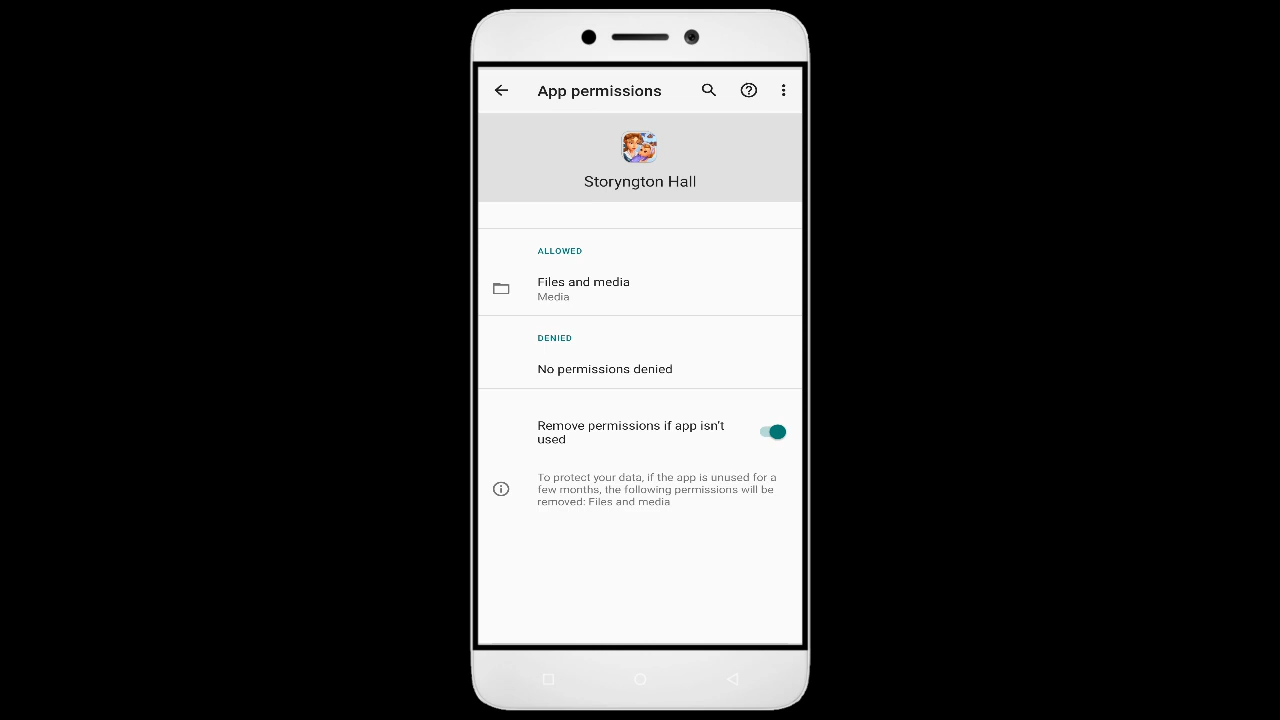 App permissions
Storyngton Hall
ALLOWED
Files and media
Media
DENIED
No permissions denied
Remove permissions if app isn't
used
To protect your data, if the app is unused for a
few months, the following permissions will be
removed: Files and media